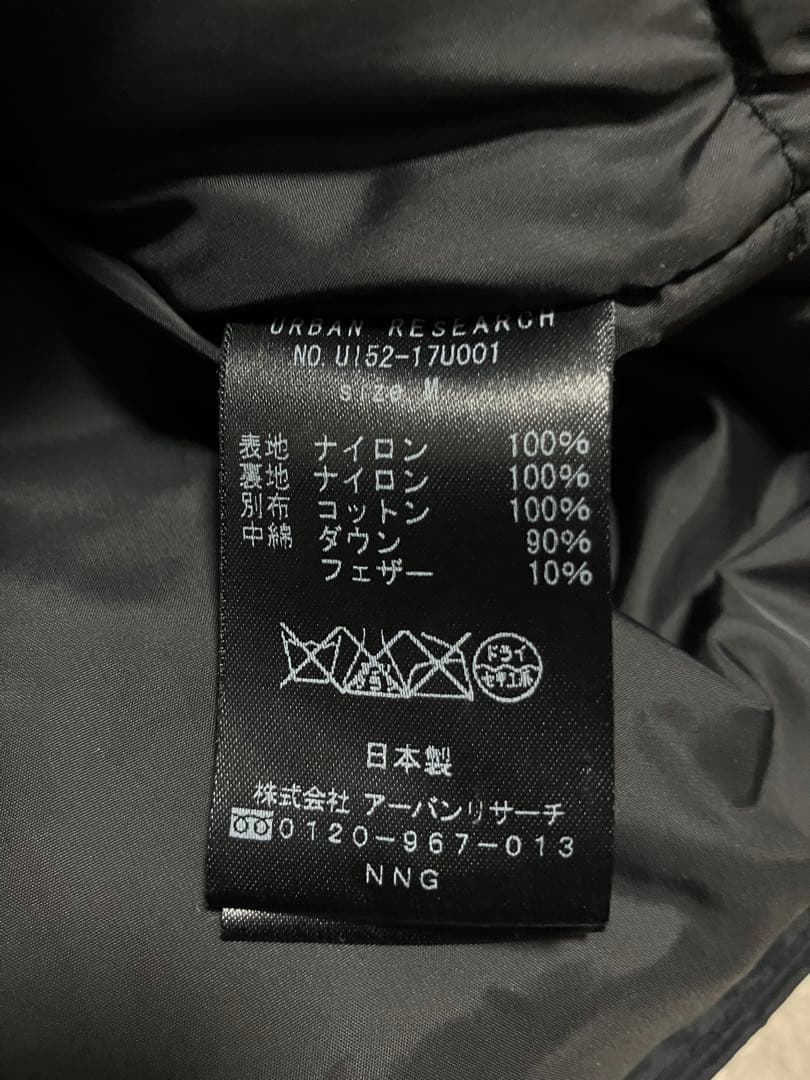 URBAN RESEARCH
NO. UI52-17U001
SIZE M
表地 ナイロン 100%
裏地 ナイロン 100%
別布 コットン 100%
中綿 ダウン 90%
フェザー 10%
ドライ
セキユ系
日本製
株式会社 アーバンリサーチ
0120-967-013
NNG